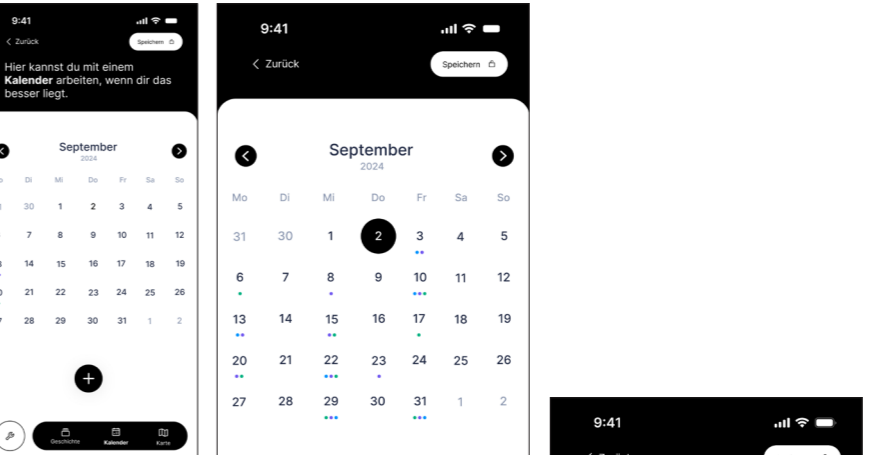 9:41
Zurück
Speichern
Hier kannst du mit einem
Kalender arbeiten, wenn dir das
besser liegt.
September
2024
Di Mi Do Fr Sa So
30 1 2 3 4 5
7 8 9 10 11 12
14 15 16 17 18 19
21 22 23 24 25 26
28 29 30 31 1 2
Geschichte Kalender Karte
9:41
Zurück
Speichern
September
2024
Mo Di Mi Do Fr Sa So
31 30 1 2 3 4 5
6 7 8 9 10 11 12
13 14 15 16 17 18 19
20 21 22 23 24 25 26
27 28 29 30 31 1 2
9:41